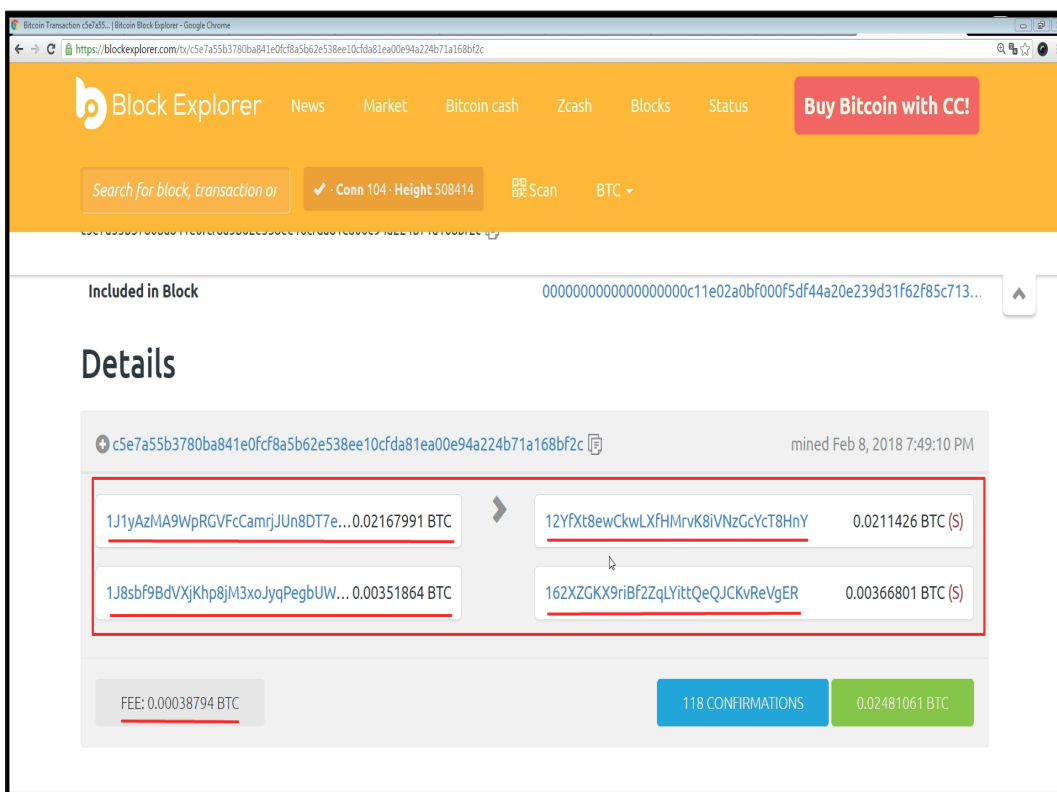 Bitcoin Transaction c5e7a55... | Bitcoin Block Explorer - Google Chrome
https://blockexplorer.com/tx/c5e7a55b3780ba841e0fcf8a5b62e538ee10cfda81ea00e94a224b71a168bf2c
Block Explorer News Market Bitcoin cash Zcash Blocks Status Buy Bitcoin with CC!
Search for block, transaction or · Conn 104 · Height 508414 Scan BTC
Included in Block 0000000000000000000c11e02a0bf000f5df44a20e239d31f62f85c713...
Details
c5e7a55b3780ba841e0fcf8a5b62e538ee10cfda81ea00e94a224b71a168bf2c mined Feb 8, 2018 7:49:10 PM
1J1yAzMA9WpRGVFcCamrjJUn8DT7e... 0.02167991 BTC 12YfXt8ewCkwLXfHMrvK8iVNzGcYcT8HnY 0.0211426 BTC (S)
1J8sbf9BdVXjKhp8jM3xoJyqPegbUW... 0.00351864 BTC 162XZGKX9riBf2ZqLYittQeQJCKvReVgER 0.00366801 BTC (S)
FEE: 0.00038794 BTC 118 CONFIRMATIONS 0.02481061 BTC